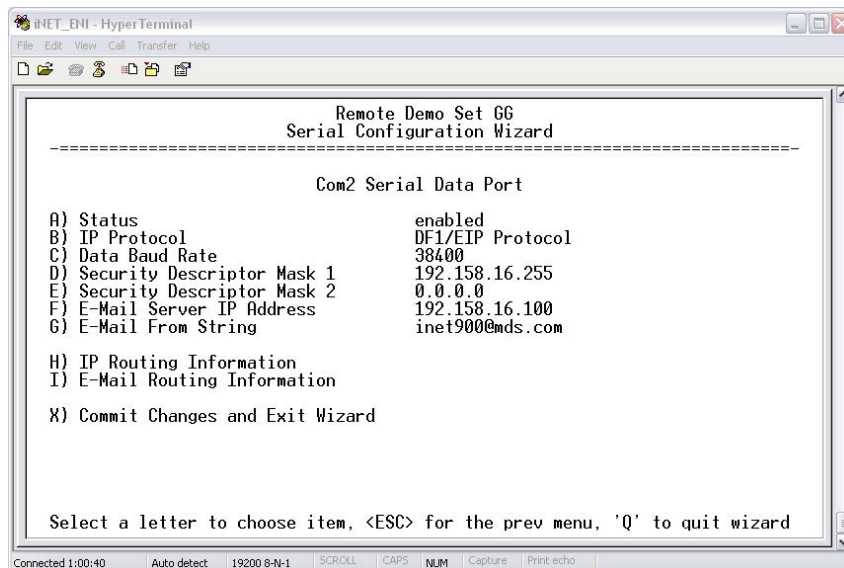 iNET_ENI - HyperTerminal
File Edit View Call Transfer Help
Remote Demo Set GG
Serial Configuration Wizard
-==========================================================================-
Com2 Serial Data Port
A) Status enabled
B) IP Protocol DF1/EIP Protocol
C) Data Baud Rate 38400
D) Security Descriptor Mask 1 192.158.16.255
E) Security Descriptor Mask 2 0.0.0.0
F) E-Mail Server IP Address 192.158.16.100
G) E-Mail From String inet900@mds.com
H) IP Routing Information
I) E-Mail Routing Information
X) Commit Changes and Exit Wizard
Select a letter to choose item, <ESC> for the prev menu, 'Q' to quit wizard
Connected 1:00:40 Auto detect 19200 8-N-1 SCROLL CAPS NUM Capture Print echo